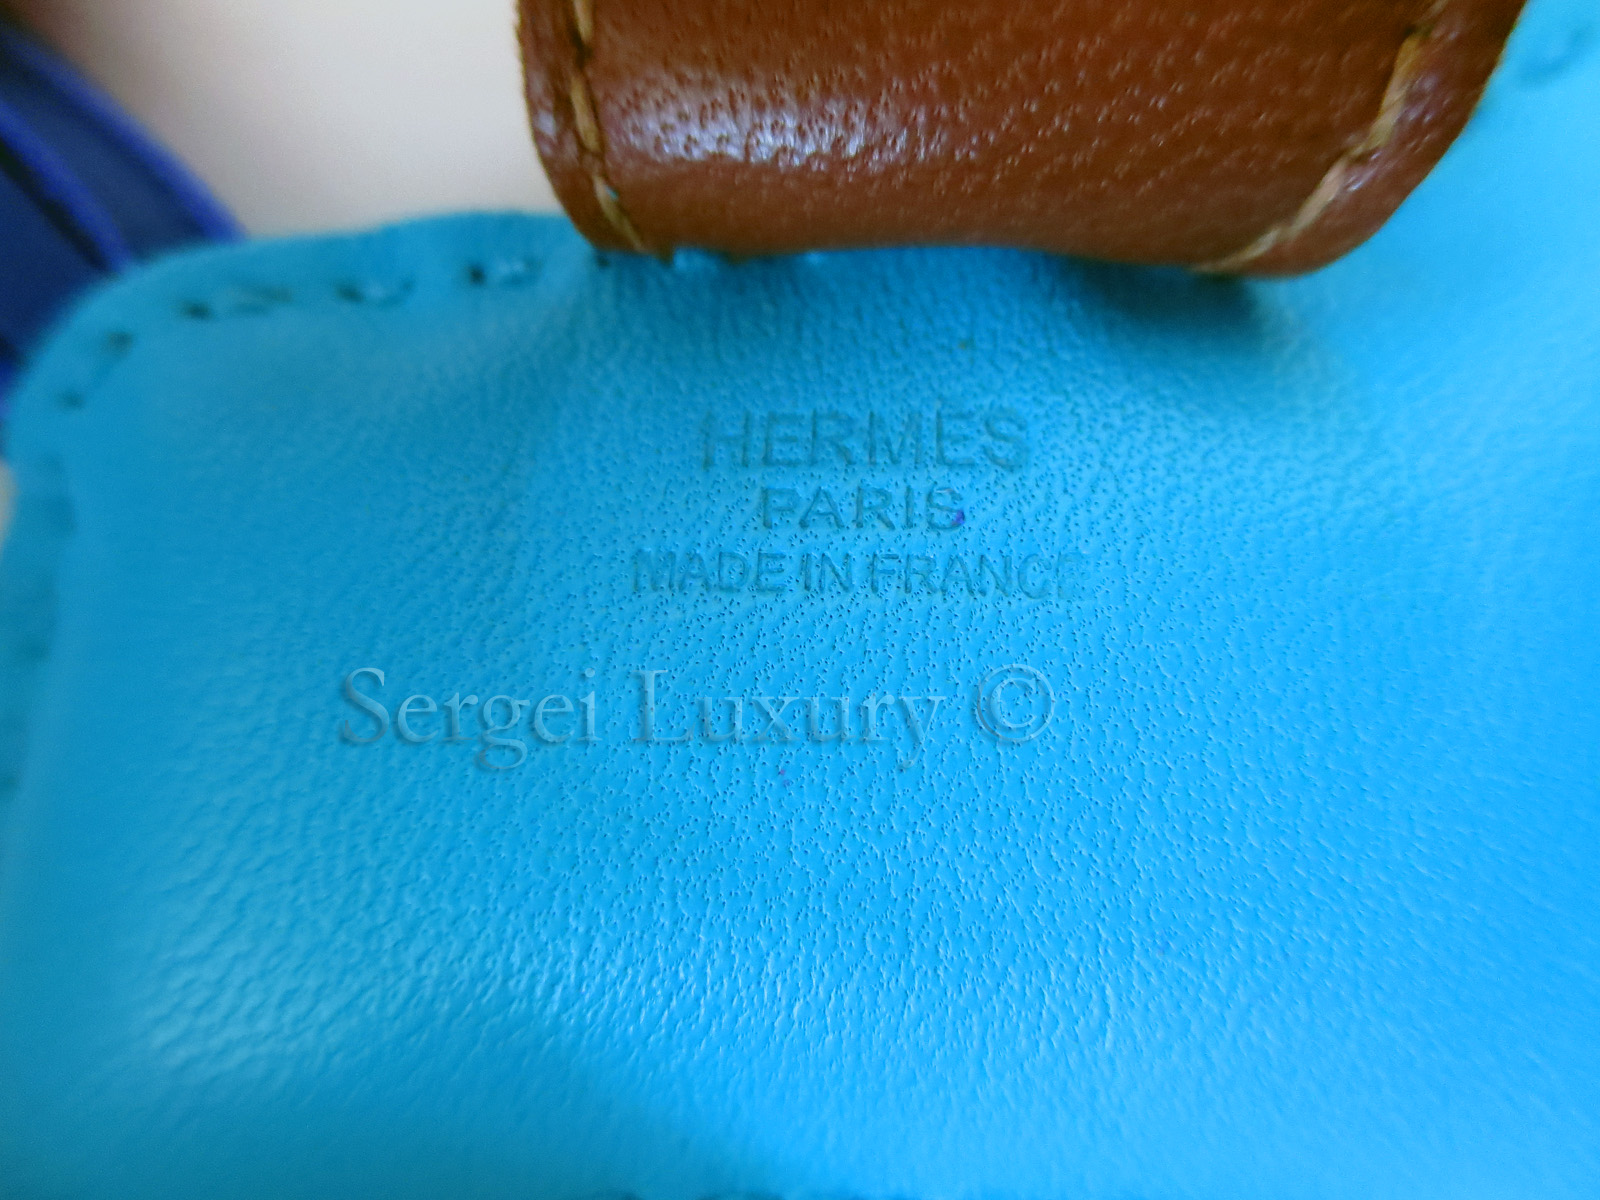 HERMES
PARIS
MADE IN FRANCE
Sergei Luxury ©